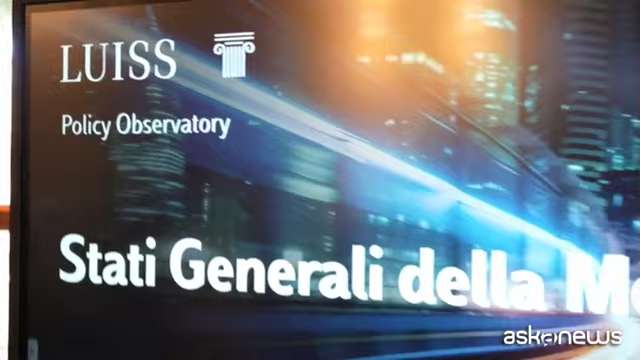 LUISS
Policy Observatory
Stati Generali della
askanews